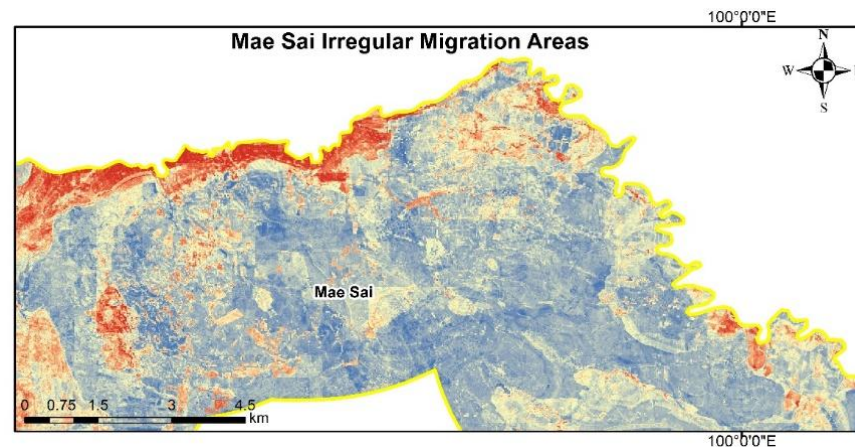 100°0'0"E
Mae Sai Irregular Migration Areas
N
W
S
Mae Sai
0 0.75 1.5 3 4.5
km
100°0'0"E